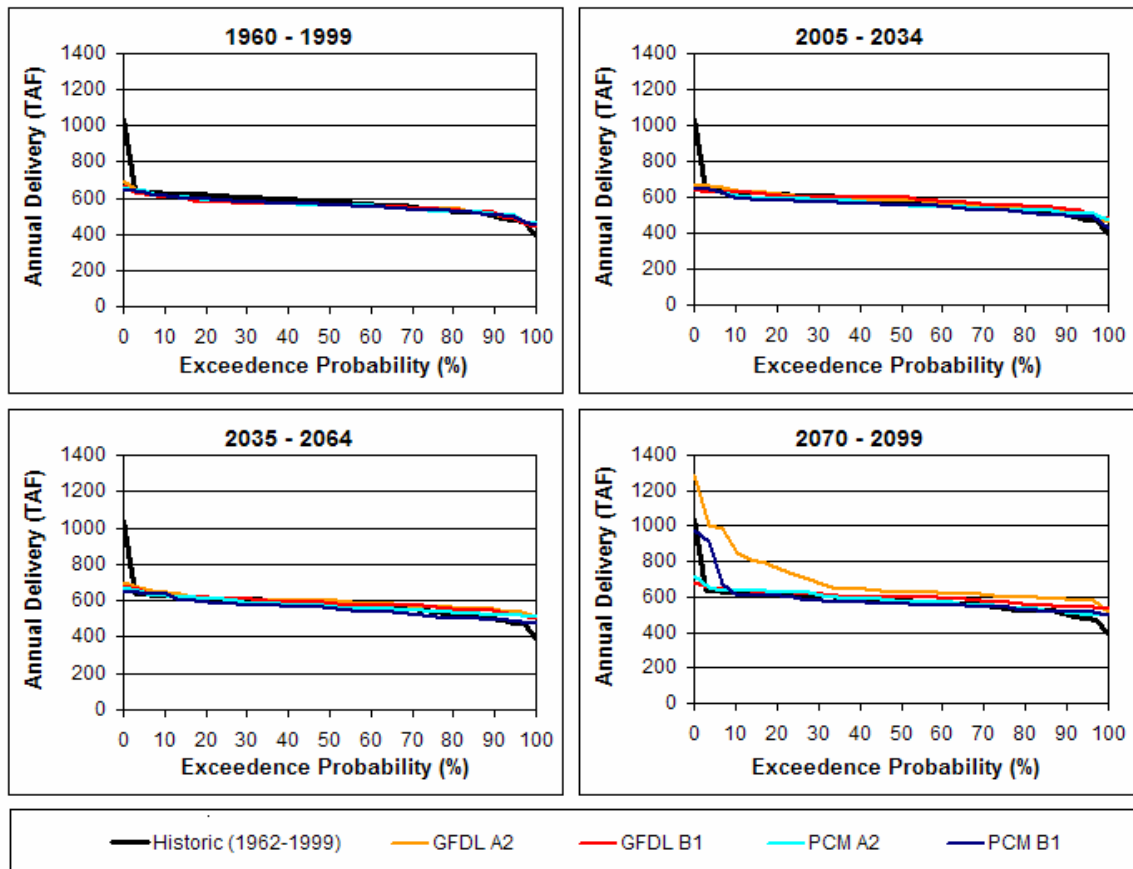 1960 - 1999
Annual Delivery (TAF)
1400
1200
1000
800
600
400
200
0
0 10 20 30 40 50 60 70 80 90 100
Exceedence Probability (%)
2005 - 2034
Annual Delivery (TAF)
1400
1200
1000
800
600
400
200
0
0 10 20 30 40 50 60 70 80 90 100
Exceedence Probability (%)
2035 - 2064
Annual Delivery (TAF)
1400
1200
1000
800
600
400
200
0
0 10 20 30 40 50 60 70 80 90 100
Exceedence Probability (%)
2070 - 2099
Annual Delivery (TAF)
1400
1200
1000
800
600
400
200
0
0 10 20 30 40 50 60 70 80 90 100
Exceedence Probability (%)
Historic (1962-1999) GFDL A2 GFDL B1 PCM A2 PCM B1